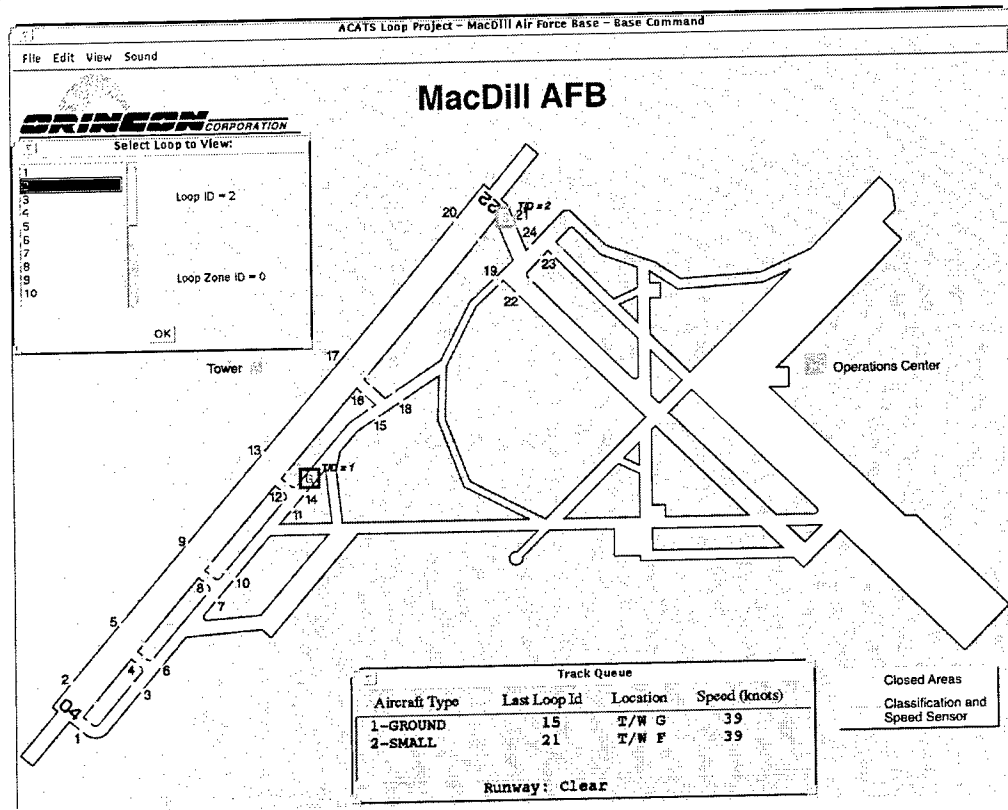 ACATS Loop Project – MacDill Air Force Base – Base Command
File Edit View Sound
MacDill AFB
ORINCON CORPORATION
Select Loop to View:
1
3
4
5
6
7
8
9
10
Loop ID = 2
Loop Zone ID = 0
OK
Tower
Operations Center
20
22
T/D = 2
21
24
19
23
22
17
16
18
15
13
T/D = 1
G
12
14
11
9
8
10
7
5
4
6
3
2
04
1
Track Queue
Aircraft Type Last Loop Id Location Speed (knots)
1-GROUND 15 T/W G 39
2-SMALL 21 T/W F 39
Runway: Clear
Closed Areas
Classification and
Speed Sensor